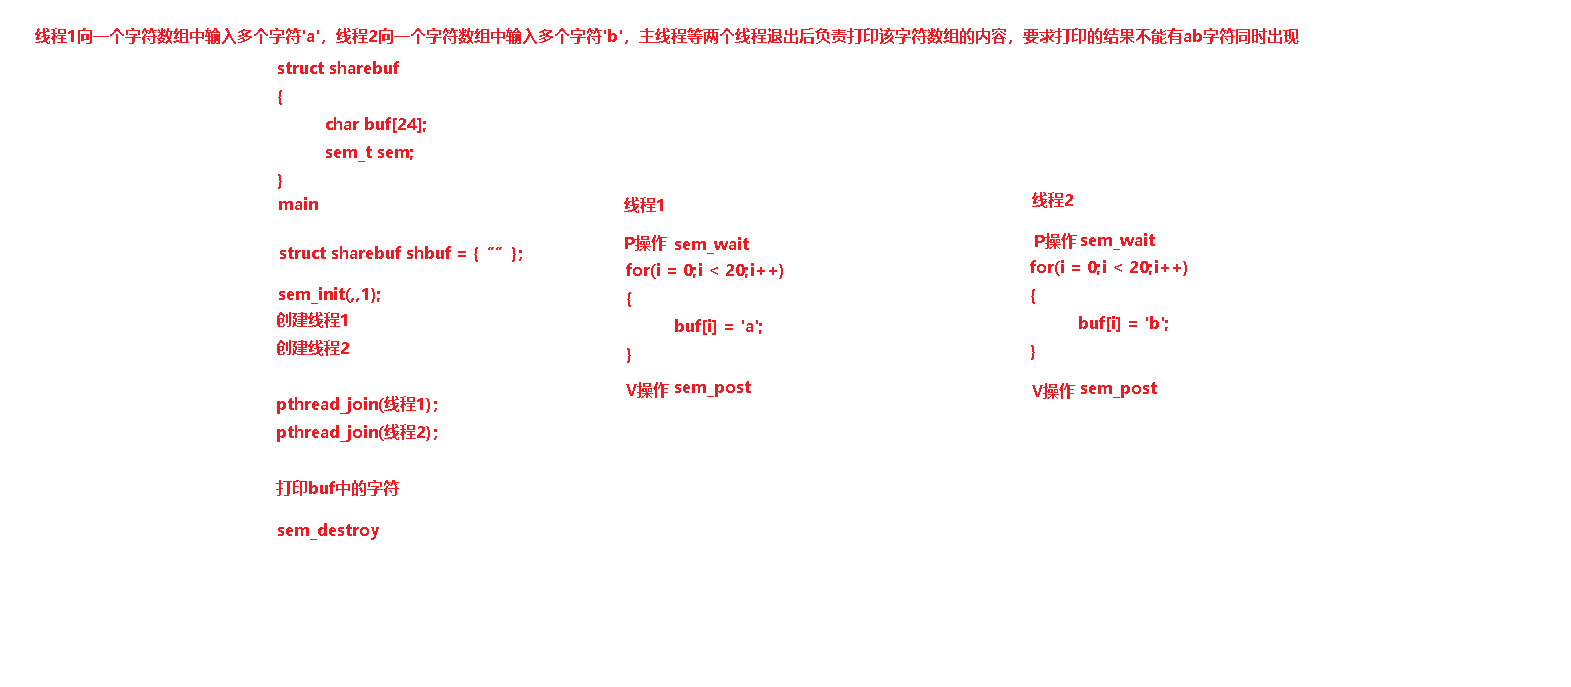 线程1向一个字符数组中输入多个字符'a'，线程2向一个字符数组中输入多个字符'b'，主线程等两个线程退出后负责打印该字符数组的内容，要求打印的结果不能有ab字符同时出现
struct sharebuf
{
char buf[24];
sem_t sem;
}
main
struct sharebuf shbuf = { ““ };
sem_init(,,1);
创建线程1
创建线程2
pthread_join(线程1);
pthread_join(线程2);
打印buf中的字符
sem_destroy
线程1
P操作 sem_wait
for(i = 0;i < 20;i++)
{
buf[i] = 'a';
}
V操作 sem_post
线程2
P操作 sem_wait
for(i = 0;i < 20;i++)
{
buf[i] = 'b';
}
V操作 sem_post